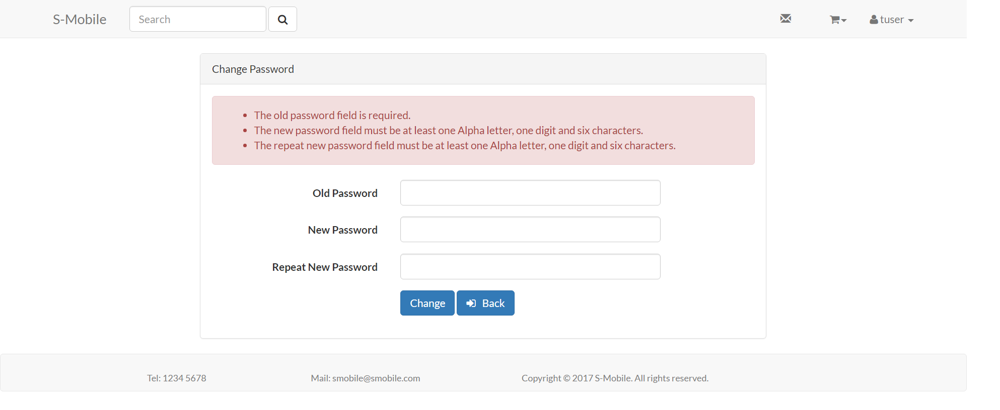 S-Mobile Search tuser
Change Password
The old password field is required.
The new password field must be at least one Alpha letter, one digit and six characters.
The repeat new password field must be at least one Alpha letter, one digit and six characters.
Old Password
New Password
Repeat New Password
Change Back
Tel: 1234 5678 Mail: smobile@smobile.com Copyright © 2017 S-Mobile. All rights reserved.